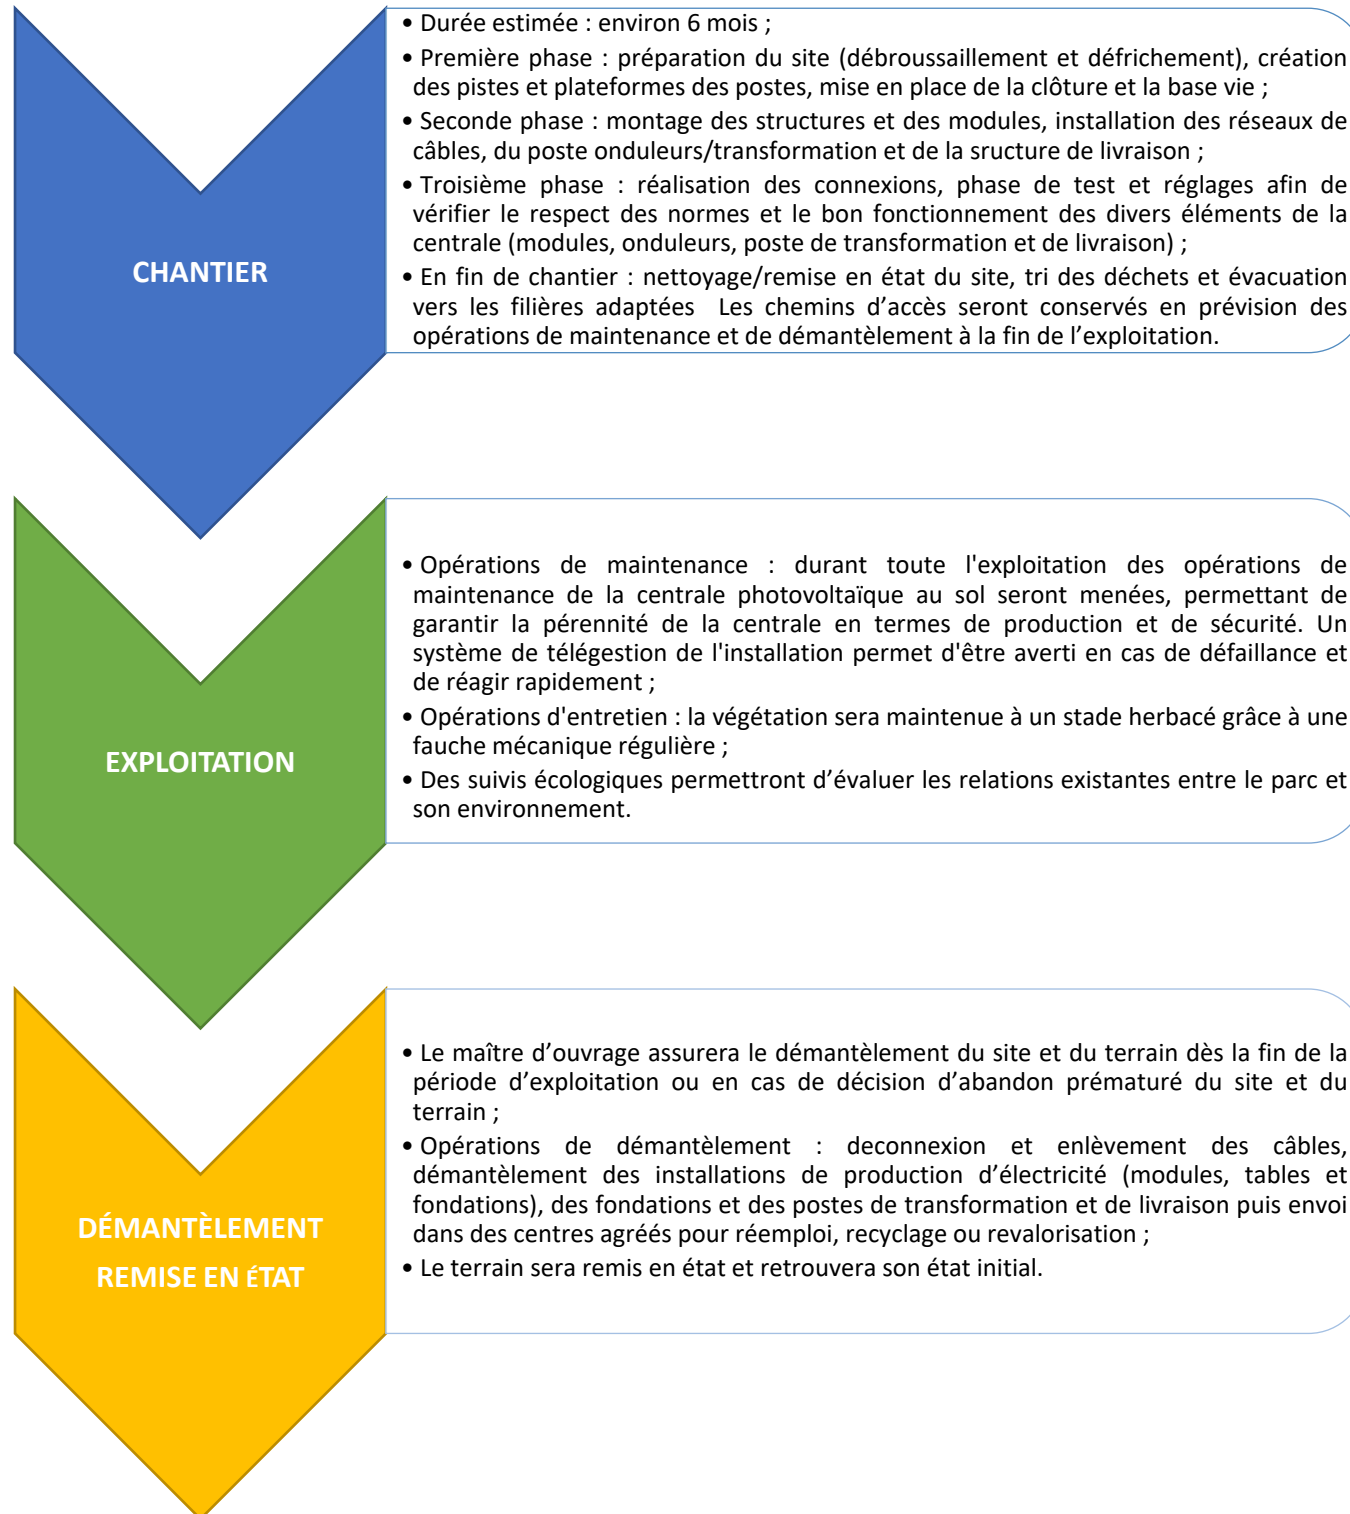 CHANTIER
• Durée estimée : environ 6 mois ;
• Première phase : préparation du site (débroussaillement et défrichement), création
des pistes et plateformes des postes, mise en place de la clôture et la base vie ;
• Seconde phase : montage des structures et des modules, installation des réseaux de
câbles, du poste onduleurs/transformation et de la sructure de livraison ;
• Troisième phase : réalisation des connexions, phase de test et réglages afin de
vérifier le respect des normes et le bon fonctionnement des divers éléments de la
centrale (modules, onduleurs, poste de transformation et de livraison) ;
• En fin de chantier : nettoyage/remise en état du site, tri des déchets et évacuation
vers les filières adaptées  Les chemins d’accès seront conservés en prévision des
opérations de maintenance et de démantèlement à la fin de l’exploitation.
EXPLOITATION
• Opérations de maintenance : durant toute l'exploitation des opérations de
maintenance de la centrale photovoltaïque au sol seront menées, permettant de
garantir la pérennité de la centrale en termes de production et de sécurité. Un
système de télégestion de l'installation permet d'être averti en cas de défaillance et
de réagir rapidement ;
• Opérations d'entretien : la végétation sera maintenue à un stade herbacé grâce à une
fauche mécanique régulière ;
• Des suivis écologiques permettront d’évaluer les relations existantes entre le parc et
son environnement.
DÉMANTÈLEMENT
REMISE EN ÉTAT
• Le maître d’ouvrage assurera le démantèlement du site et du terrain dès la fin de la
période d’exploitation ou en cas de décision d’abandon prématuré du site et du
terrain ;
• Opérations de démantèlement : deconnexion et enlèvement des câbles,
démantèlement des installations de production d’électricité (modules, tables et
fondations), des fondations et des postes de transformation et de livraison puis envoi
dans des centres agréés pour réemploi, recyclage ou revalorisation ;
• Le terrain sera remis en état et retrouvera son état initial.